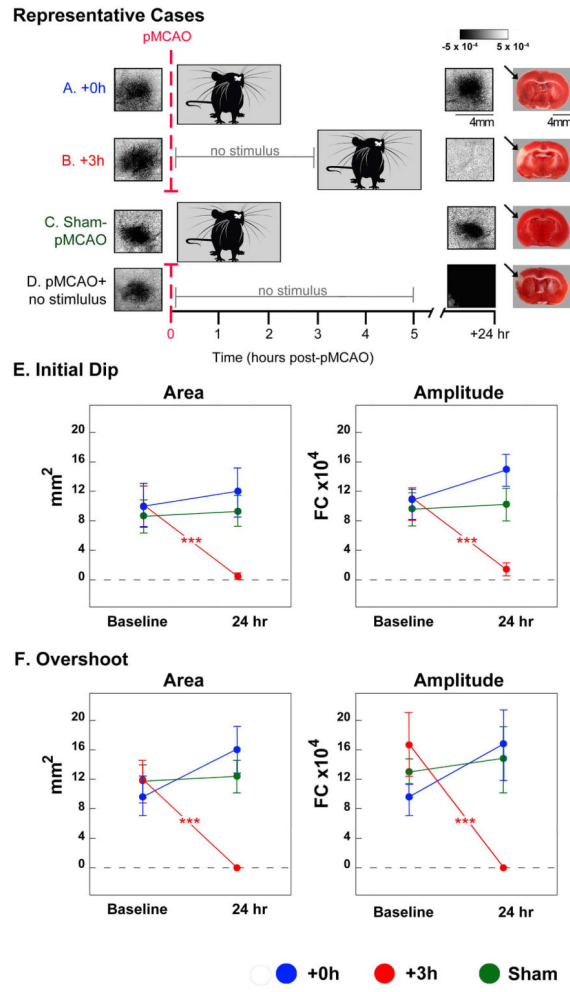 Representative Cases
pMCAO
-5 x 10⁻⁴ 5 x 10⁻⁴
A. +0h
4mm 4mm
B. +3h
no stimulus
C. Sham-
pMCAO
D. pMCAO+
no stimlulus
no stimulus
0 1 2 3 4 5 +24 hr
Time (hours post-pMCAO)
E. Initial Dip
Area Amplitude
mm²
20
16
12
8
4
0
***
Baseline 24 hr
FC x10⁴
20
16
12
8
4
0
***
Baseline 24 hr
F. Overshoot
Area Amplitude
mm²
20
16
12
8
4
0
***
Baseline 24 hr
FC x10⁴
20
16
12
8
4
0
***
Baseline 24 hr
+0h +3h Sham